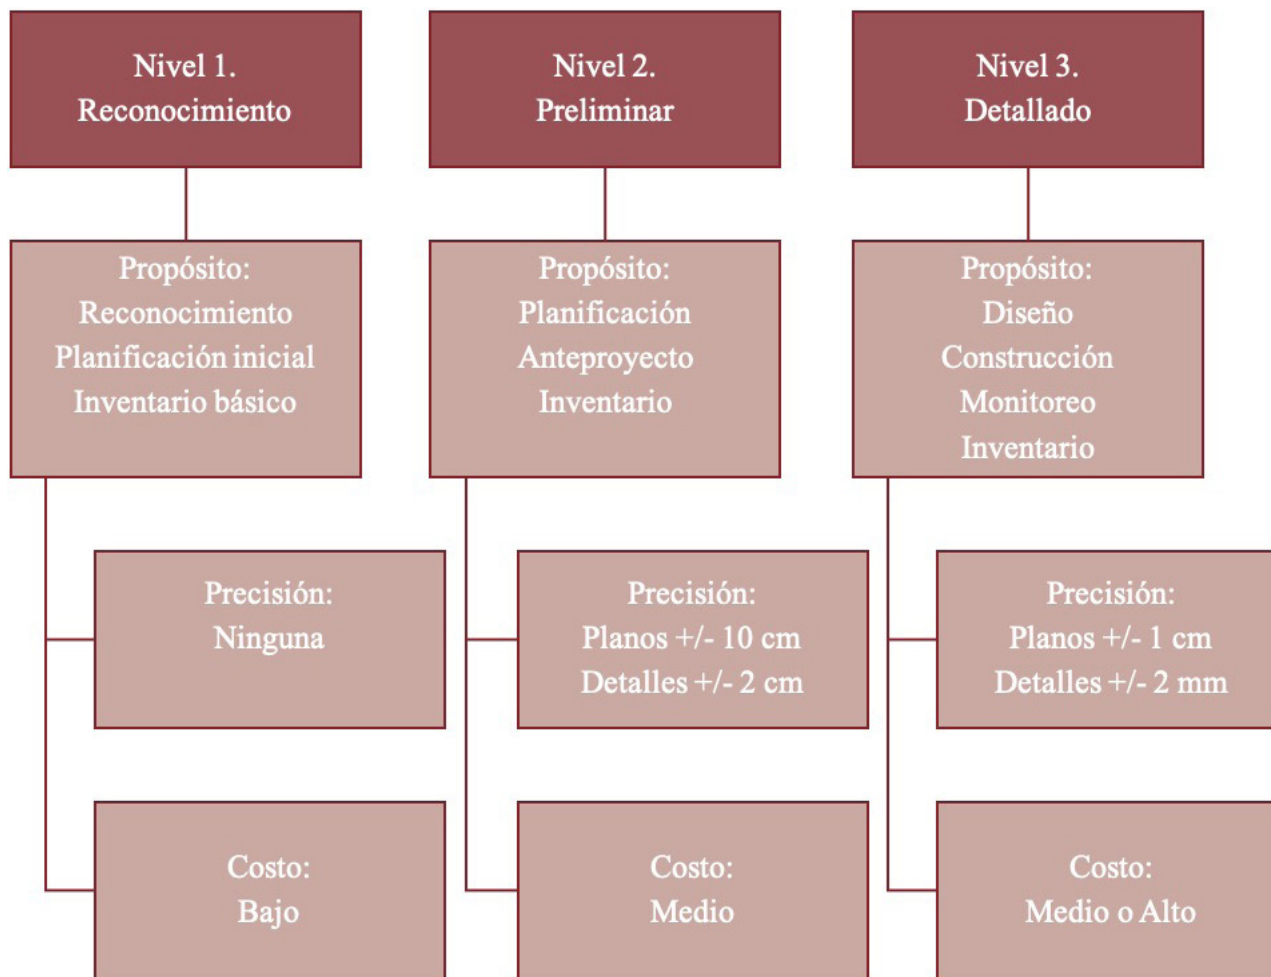 Nivel 1.
Reconocimiento
Propósito:
Reconocimiento
Planificación inicial
Inventario básico
Precisión:
Ninguna
Costo:
Bajo
Nivel 2.
Preliminar
Propósito:
Planificación
Anteproyecto
Inventario
Precisión:
Planos +/- 10 cm
Detalles +/- 2 cm
Costo:
Medio
Nivel 3.
Detallado
Propósito:
Diseño
Construcción
Monitoreo
Inventario
Precisión:
Planos +/- 1 cm
Detalles +/- 2 mm
Costo:
Medio o Alto